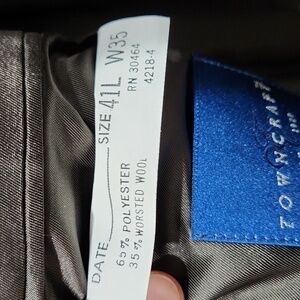 DATE SIZE 41L W35
RN 30464
4218-4
65% POLYESTER
35% WORSTED WOOL
TOWNCRAFT